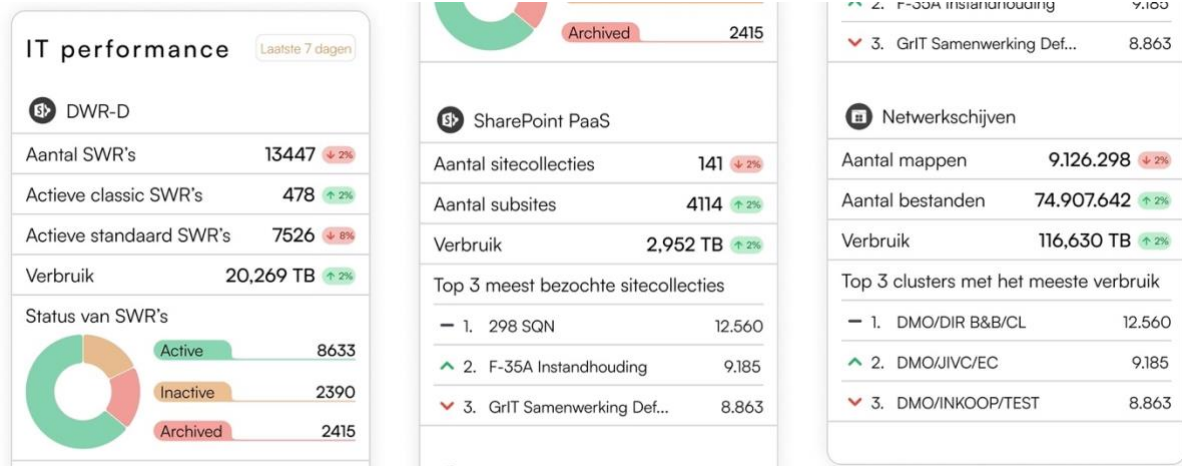 IT performance
Laatste 7 dagen
DWR-D
Aantal SWR's 13447 ↓ 2%
Actieve classic SWR's 478 ↑ 2%
Actieve standaard SWR's 7526 ↓ 8%
Verbruik 20,269 TB ↑ 2%
Status van SWR's
Active 8633
Inactive 2390
Archived 2415
Archived 2415
SharePoint PaaS
Aantal sitecollecties 141 ↓ 2%
Aantal subsites 4114 ↑ 2%
Verbruik 2,952 TB ↑ 2%
Top 3 meest bezochte sitecollecties
1. 298 SQN 12.560
2. F-35A Instandhouding 9.185
3. GrIT Samenwerking Def... 8.863
2. F-35A Instandhouding 9.185
3. GrIT Samenwerking Def... 8.863
Netwerkschijven
Aantal mappen 9.126.298 ↓ 2%
Aantal bestanden 74.907.642 ↑ 2%
Verbruik 116,630 TB ↑ 2%
Top 3 clusters met het meeste verbruik
1. DMO/DIR B&B/CL 12.560
2. DMO/JIVC/EC 9.185
3. DMO/INKOOP/TEST 8.863